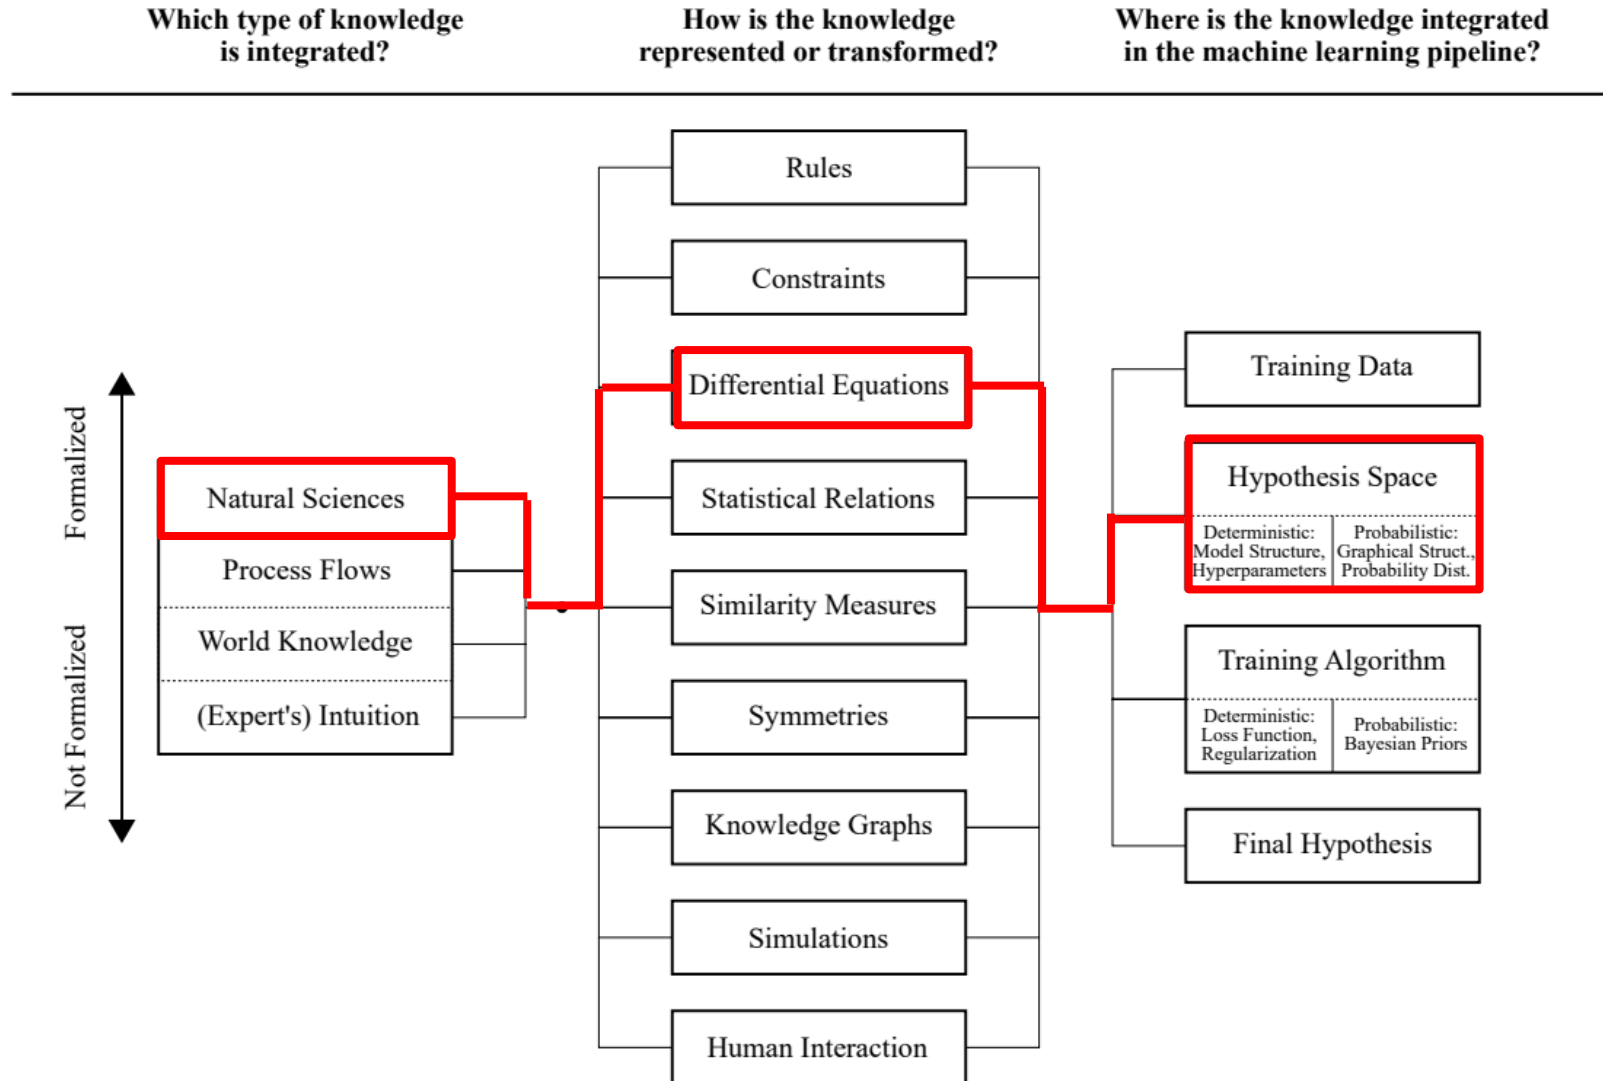 Which type of knowledge
is integrated?
How is the knowledge
represented or transformed?
Where is the knowledge integrated
in the machine learning pipeline?
Formalized
Not Formalized
Natural Sciences
Process Flows
World Knowledge
(Expert's) Intuition
Rules
Constraints
Differential Equations
Statistical Relations
Similarity Measures
Symmetries
Knowledge Graphs
Simulations
Human Interaction
Training Data
Hypothesis Space
Deterministic:
Model Structure,
Hyperparameters
Probabilistic:
Graphical Struct.,
Probability Dist.
Training Algorithm
Deterministic:
Loss Function,
Regularization
Probabilistic:
Bayesian Priors
Final Hypothesis